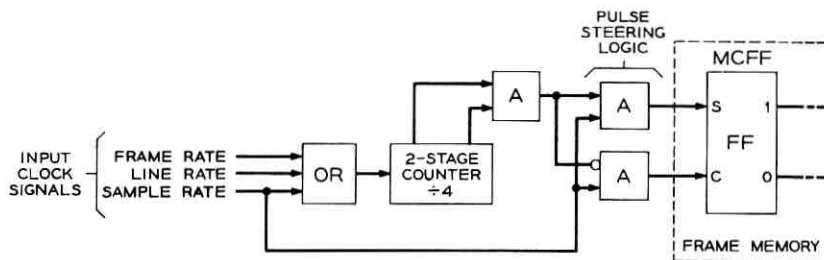 PULSE
STEERING
LOGIC
MCFF
A
A
S
1
FF
INPUT
CLOCK
SIGNALS
FRAME RATE
LINE RATE
SAMPLE RATE
OR
2-STAGE
COUNTER
÷4
A
C
0
FRAME MEMORY